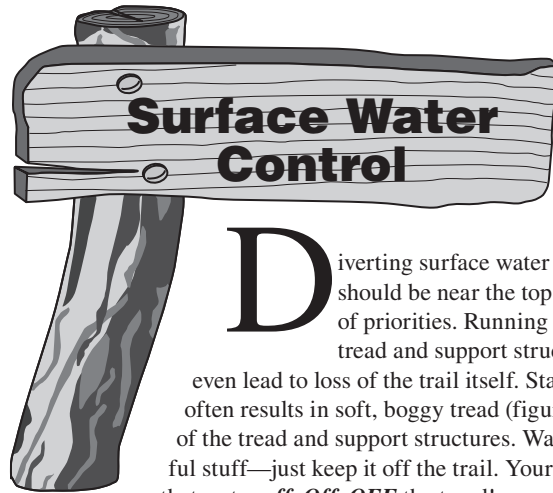 Surface Water
Control
Diverting surface water
should be near the top
of priorities. Running
tread and support struc
even lead to loss of the trail itself. Sta
often results in soft, boggy tread (figu
of the tread and support structures. Wa
ful stuff—just keep it off the trail. Your